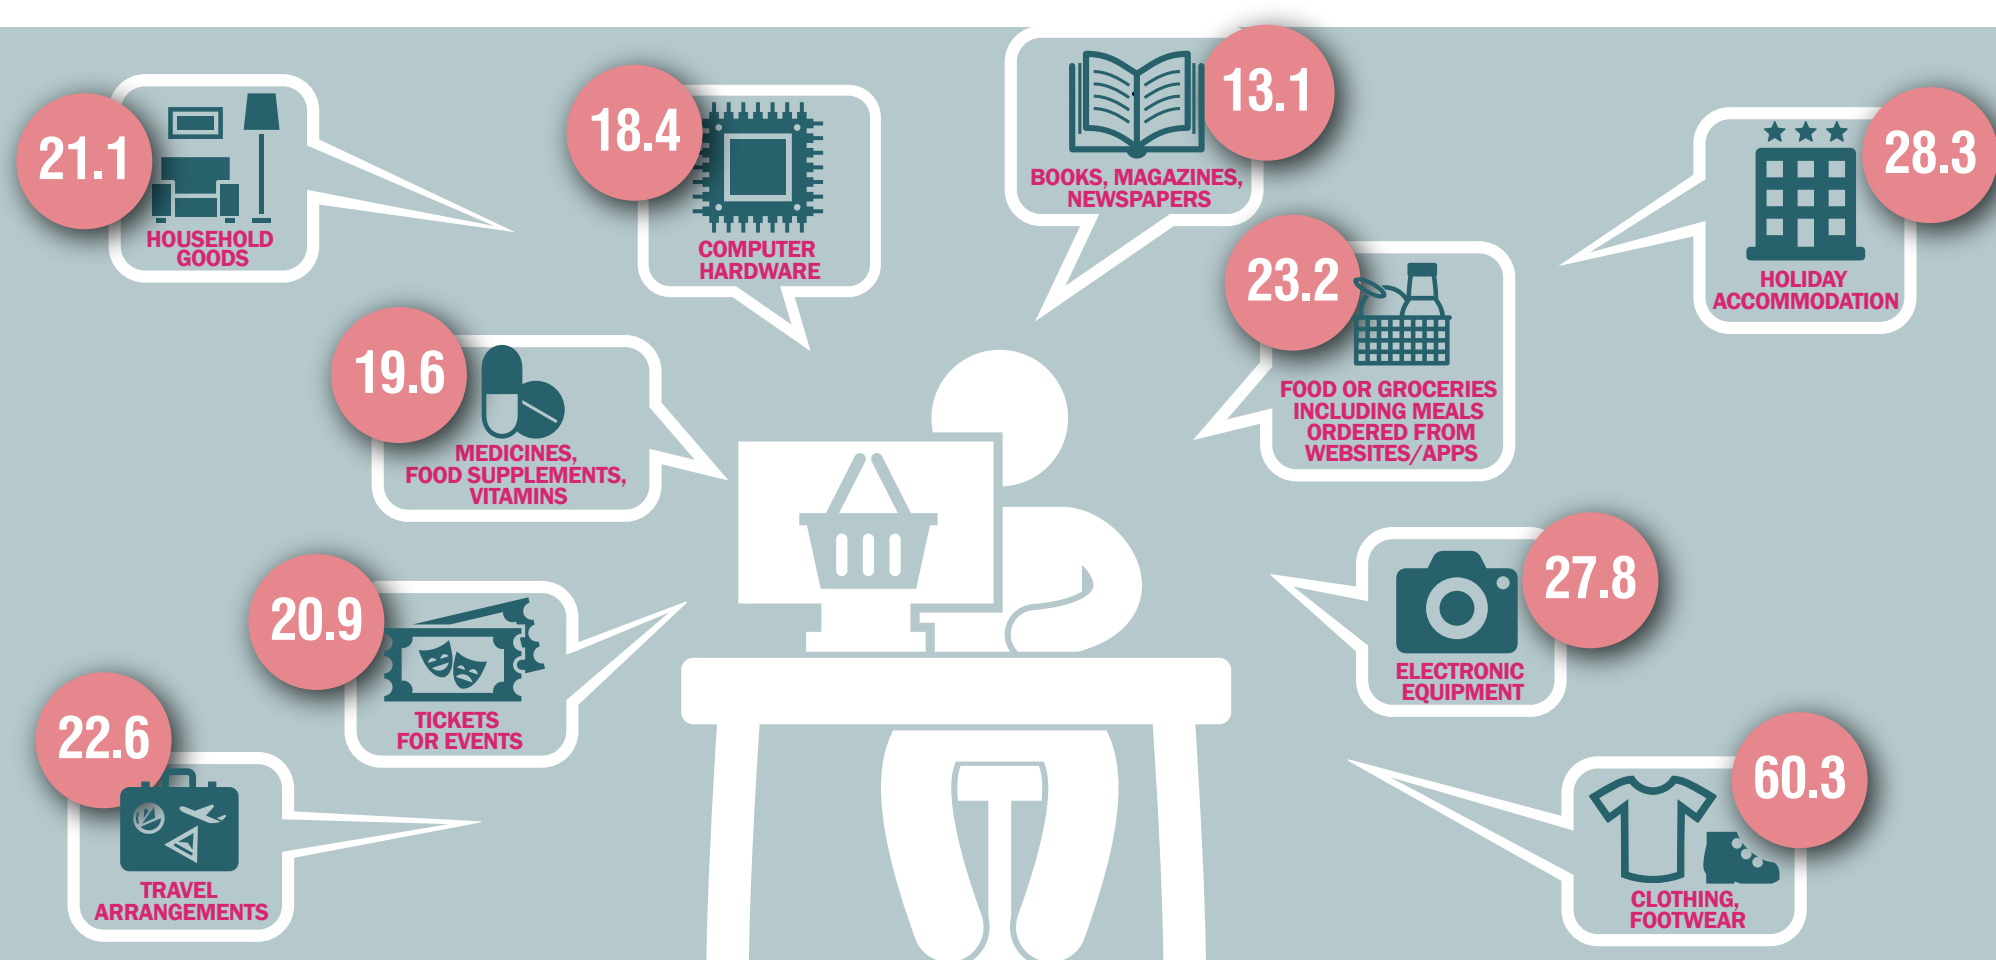 21.1
HOUSEHOLD
GOODS
18.4
COMPUTER
HARDWARE
13.1
BOOKS, MAGAZINES,
NEWSPAPERS
28.3
HOLIDAY
ACCOMMODATION
19.6
MEDICINES,
FOOD SUPPLEMENTS,
VITAMINS
23.2
FOOD OR GROCERIES
INCLUDING MEALS
ORDERED FROM
WEBSITES/APPS
20.9
TICKETS
FOR EVENTS
27.8
ELECTRONIC
EQUIPMENT
22.6
TRAVEL
ARRANGEMENTS
60.3
CLOTHING,
FOOTWEAR